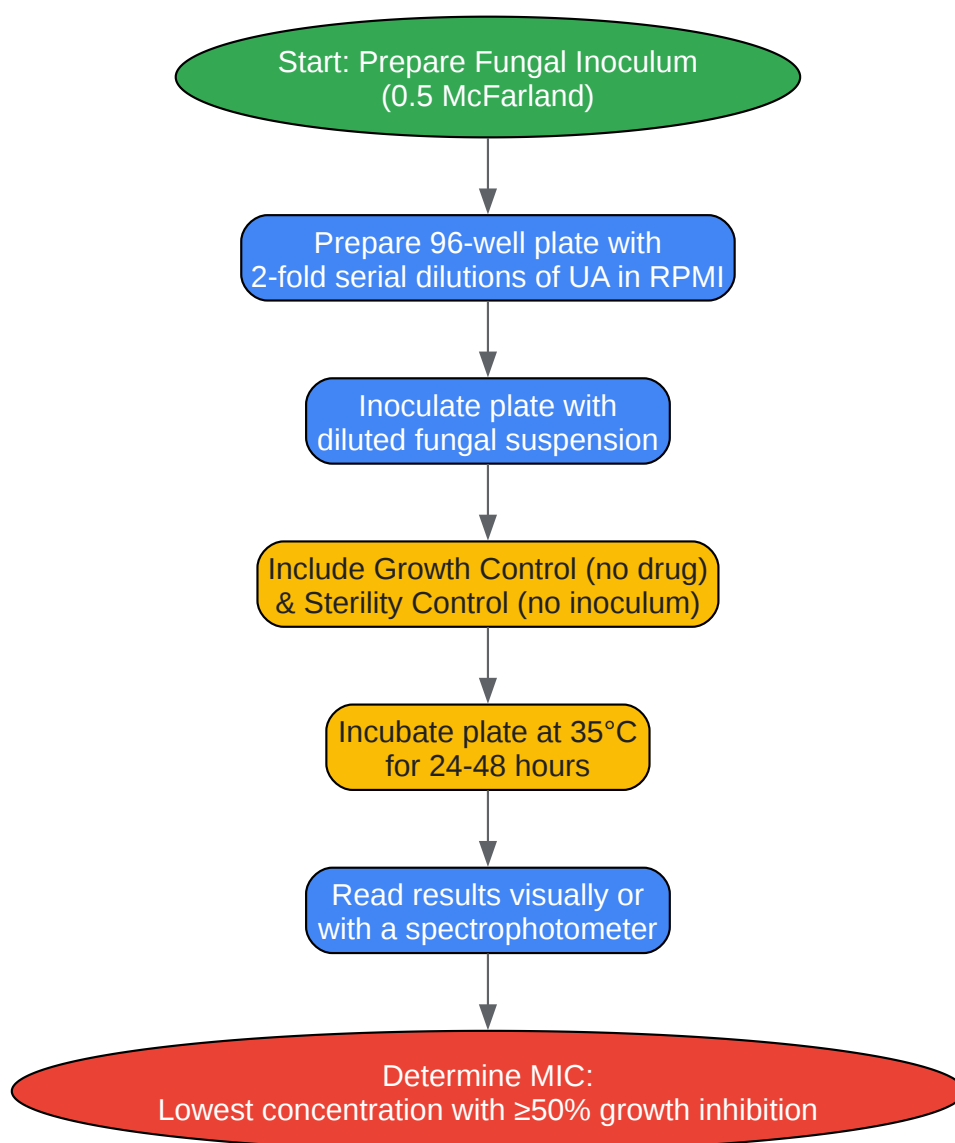 Start: Prepare Fungal Inoculum
(0.5 McFarland)
Prepare 96-well plate with
2-fold serial dilutions of UA in RPMI
Inoculate plate with
diluted fungal suspension
Include Growth Control (no drug)
& Sterility Control (no inoculum)
Incubate plate at 35°C
for 24-48 hours
Read results visually or
with a spectrophotometer
Determine MIC:
Lowest concentration with ≥50% growth inhibition